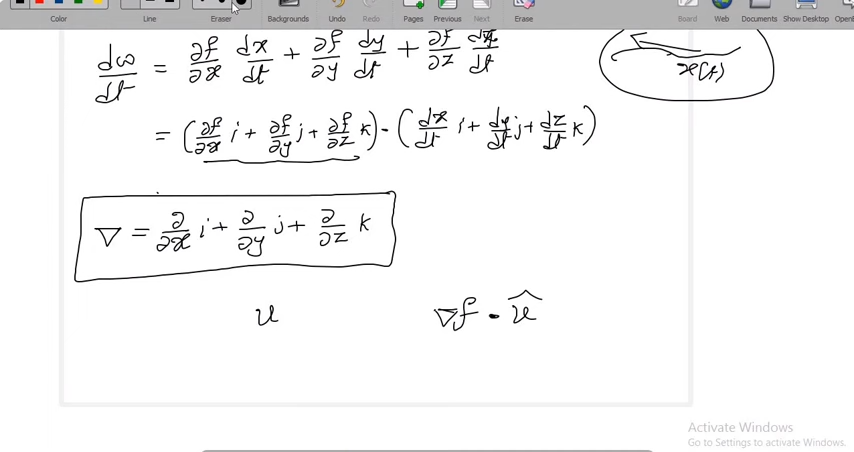 Color Line Eraser Backgrounds Undo Redo Pages Previous Next Erase Board Web Documents Show Desktop
dω/dt = ∂f/∂x dx/dt + ∂f/∂y dy/dt + ∂f/∂z dz/dt
x(t)
= (∂f/∂x i + ∂f/∂y j + ∂f/∂z k) · (dx/dt i + dy/dt j + dz/dt k)
∇ = ∂/∂x i + ∂/∂y j + ∂/∂z k
u ∇f · û
Activate Windows
Go to Settings to activate Windows.